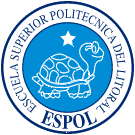 ESCUELA SUPERIOR POLITECNICA DEL LITORAL
ESPOL